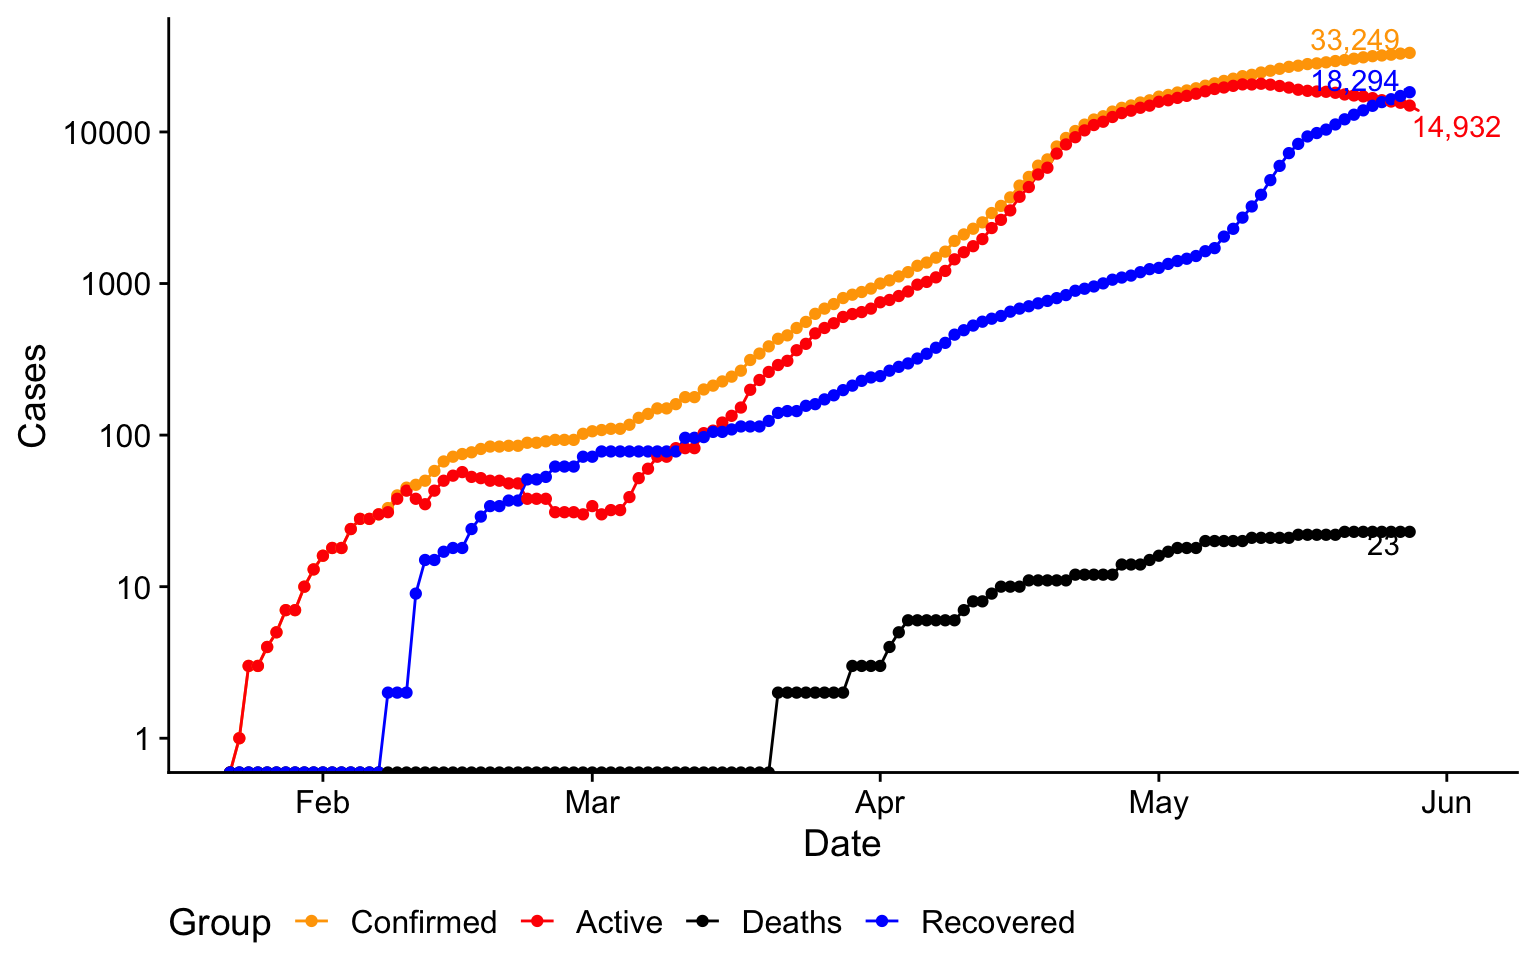 33,249
18,294
14,932
23
10000
1000
100
10
1
Cases
Feb Mar Apr May Jun
Date
Group Confirmed Active Deaths Recovered